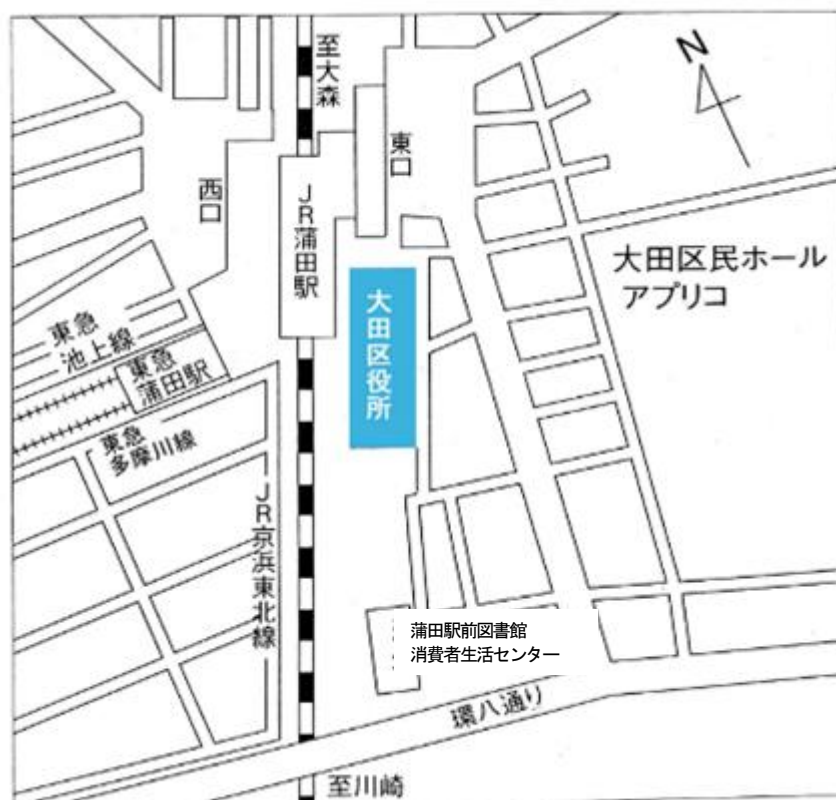 至大森
N
東口
西口
JR蒲田駅
大田区民ホール
アプリコ
大田区役所
東急
池上線
東急
蒲田駅
東急
多摩川線
JR京浜東北線
蒲田駅前図書館
消費者生活センター
環八通り
至川崎